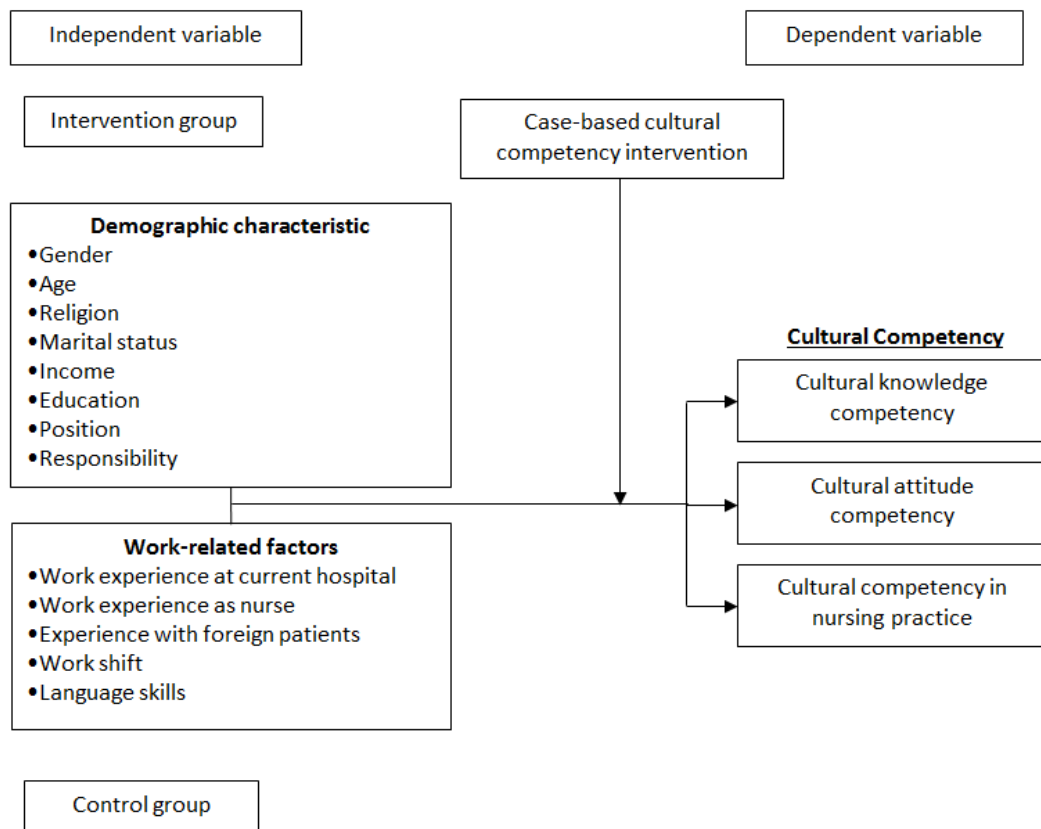 Independent variable
Dependent variable
Intervention group
Case-based cultural
competency intervention
Demographic characteristic
•Gender
•Age
•Religion
•Marital status
•Income
•Education
•Position
•Responsibility
Work-related factors
•Work experience at current hospital
•Work experience as nurse
•Experience with foreign patients
•Work shift
•Language skills
Cultural Competency
Cultural knowledge
competency
Cultural attitude
competency
Cultural competency in
nursing practice
Control group